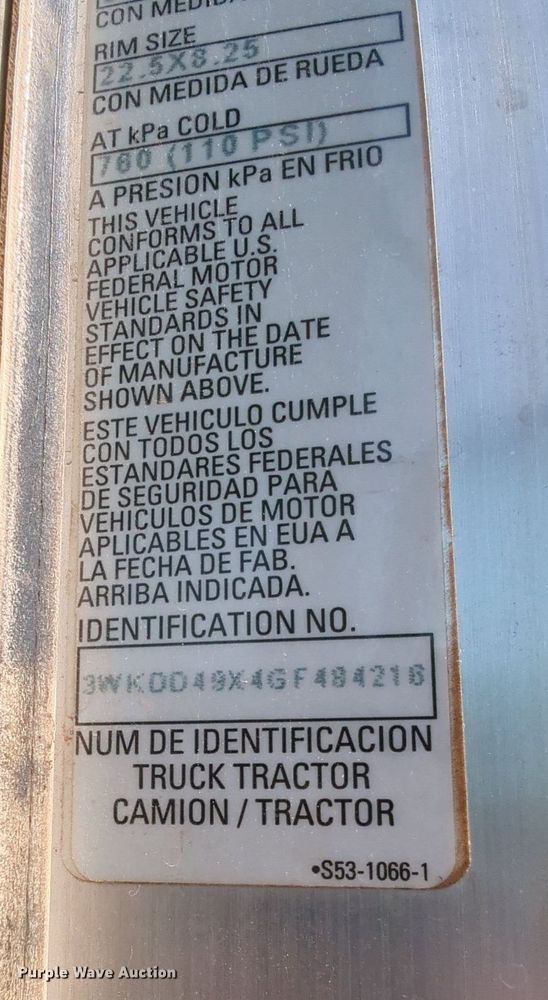 CON MEDIDA
RIM SIZE
22.5X8.25
CON MEDIDA DE RUEDA
AT kPa COLD
760 (110 PSI)
A PRESION kPa EN FRIO
THIS VEHICLE
CONFORMS TO ALL
APPLICABLE U.S.
FEDERAL MOTOR
VEHICLE SAFETY
STANDARDS IN
EFFECT ON THE DATE
OF MANUFACTURE
SHOWN ABOVE.
ESTE VEHICULO CUMPLE
CON TODOS LOS
ESTANDARES FEDERALES
DE SEGURIDAD PARA
VEHICULOS DE MOTOR
APLICABLES EN EUA A
LA FECHA DE FAB.
ARRIBA INDICADA.
IDENTIFICATION NO.
3WKDD49X4GF484216
NUM DE IDENTIFICACION
TRUCK TRACTOR
CAMION / TRACTOR
•S53-1066-1
Purple Wave Auction